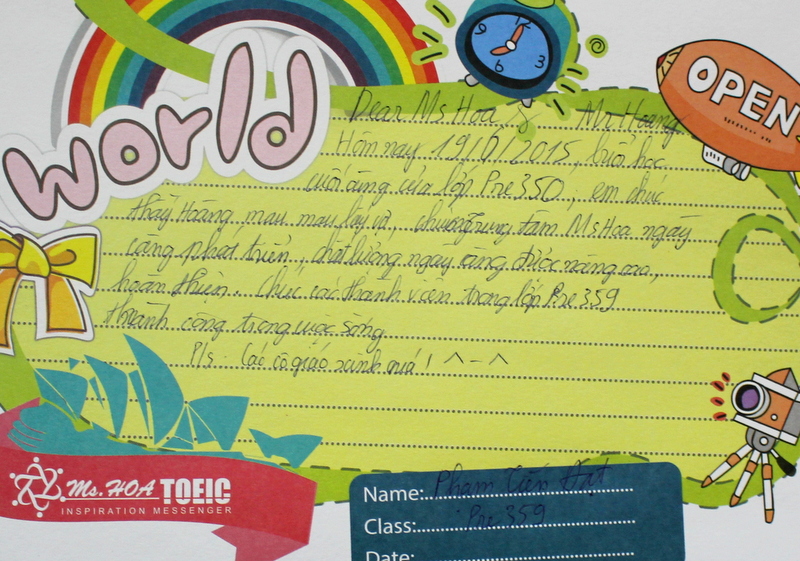 world
12
3
6
9
OPEN
Dear Ms Hoa & Mr Hoàng
Hôm nay 19/6/2015, buổi học
cuối cùng của lớp Pre 350, em chúc
thầy Hoàng mau mau lấy vợ, chúc trung tâm Ms Hoa ngày
càng phát triển, chất lượng ngày càng được nâng cao,
hoàn thiện. Chúc các thành viên trong lớp Pre 359
thành công trong cuộc sống
P/s - Các cô giáo xinh quá! ^-^
Ms. HOA TOEIC
INSPIRATION MESSENGER
Name: Phạm Tiến Đạt
Class: Pre 359
Date: